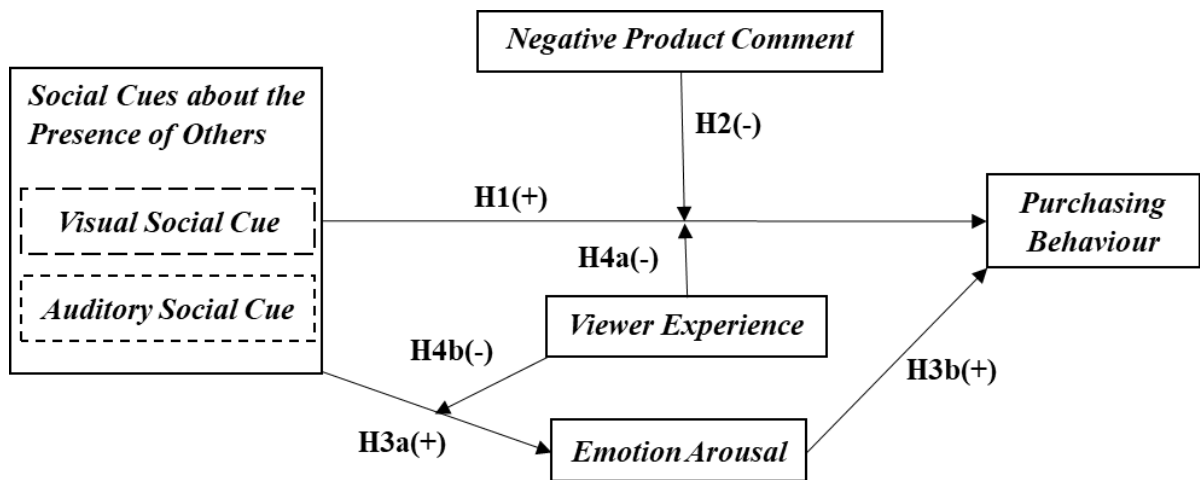 Negative Product Comment
Social Cues about the
Presence of Others
H2(-)
H1(+)
Visual Social Cue
Purchasing
Behaviour
H4a(-)
Auditory Social Cue
Viewer Experience
H4b(-)
H3b(+)
H3a(+)
Emotion Arousal